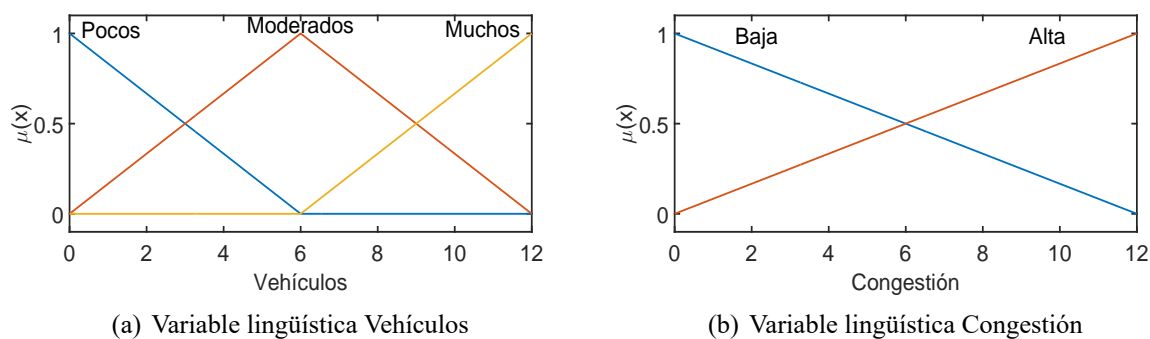 Pocos
Moderados
Muchos
1
0.5
0
μ(x)
0 2 4 6 8 10 12
Vehículos
(a) Variable lingüística Vehículos
Baja
Alta
1
0.5
0
μ(x)
0 2 4 6 8 10 12
Congestión
(b) Variable lingüística Congestión